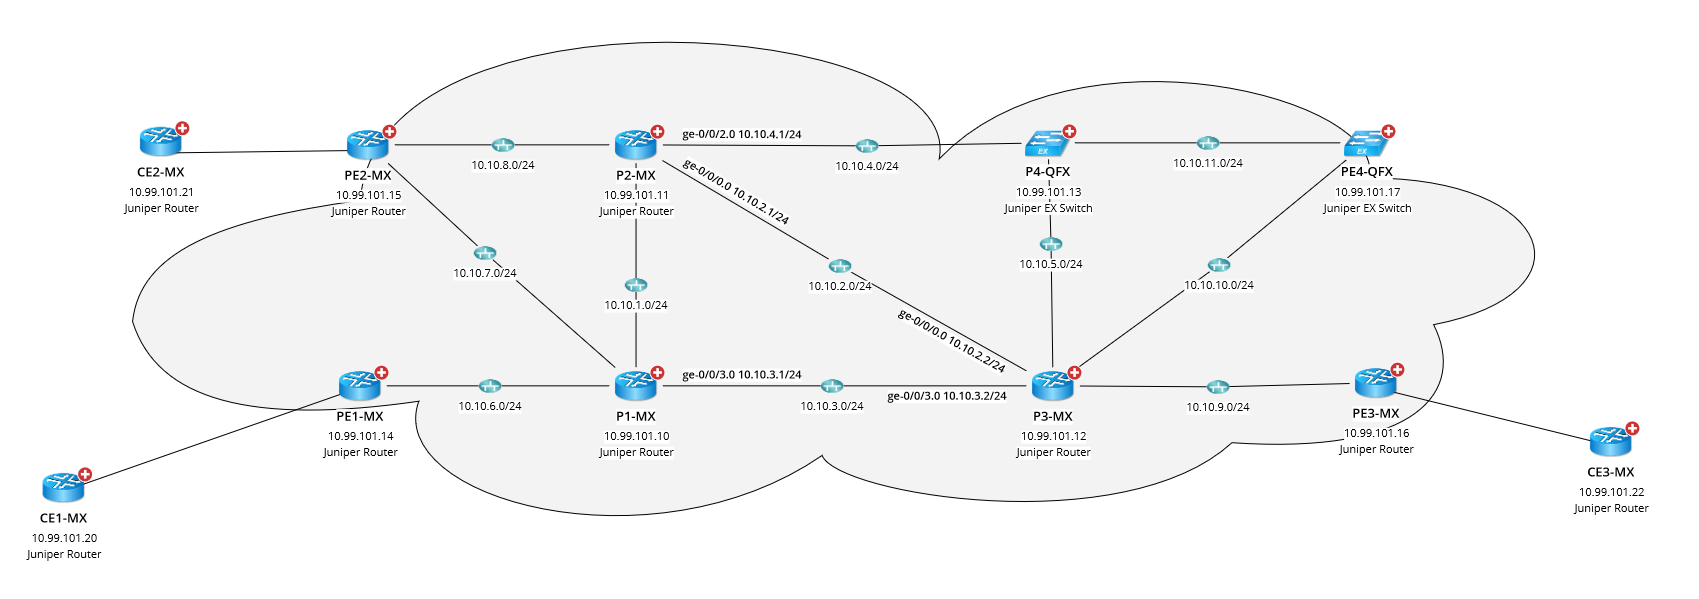 CE2-MX
10.99.101.21
Juniper Router
PE2-MX
10.99.101.15
Juniper Router
10.10.8.0/24
P2-MX
10.99.101.11
Juniper Router
ge-0/0/2.0 10.10.4.1/24
10.10.4.0/24
ge-0/0/0.0 10.10.2.1/24
EX
P4-QFX
10.99.101.13
Juniper EX Switch
10.10.11.0/24
EX
PE4-QFX
10.99.101.17
Juniper EX Switch
10.10.7.0/24
10.10.1.0/24
10.10.2.0/24
10.10.5.0/24
10.10.10.0/24
ge-0/0/0.0 10.10.2.2/24
PE1-MX
10.99.101.14
Juniper Router
10.10.6.0/24
P1-MX
10.99.101.10
Juniper Router
ge-0/0/3.0 10.10.3.1/24
10.10.3.0/24
ge-0/0/3.0 10.10.3.2/24
P3-MX
10.99.101.12
Juniper Router
10.10.9.0/24
PE3-MX
10.99.101.16
Juniper Router
CE1-MX
10.99.101.20
Juniper Router
CE3-MX
10.99.101.22
Juniper Router